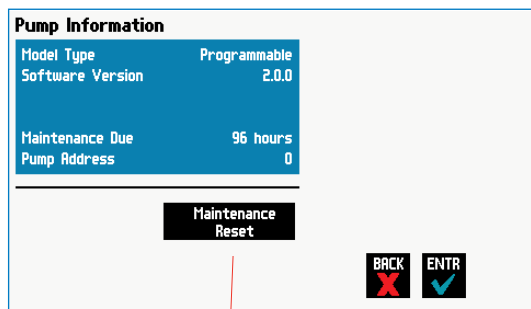 Pump Information
Model Type Programmable
Software Version 2.0.0
Maintenance Due 96 hours
Pump Address 0
Maintenance
Reset
BACK ENTR